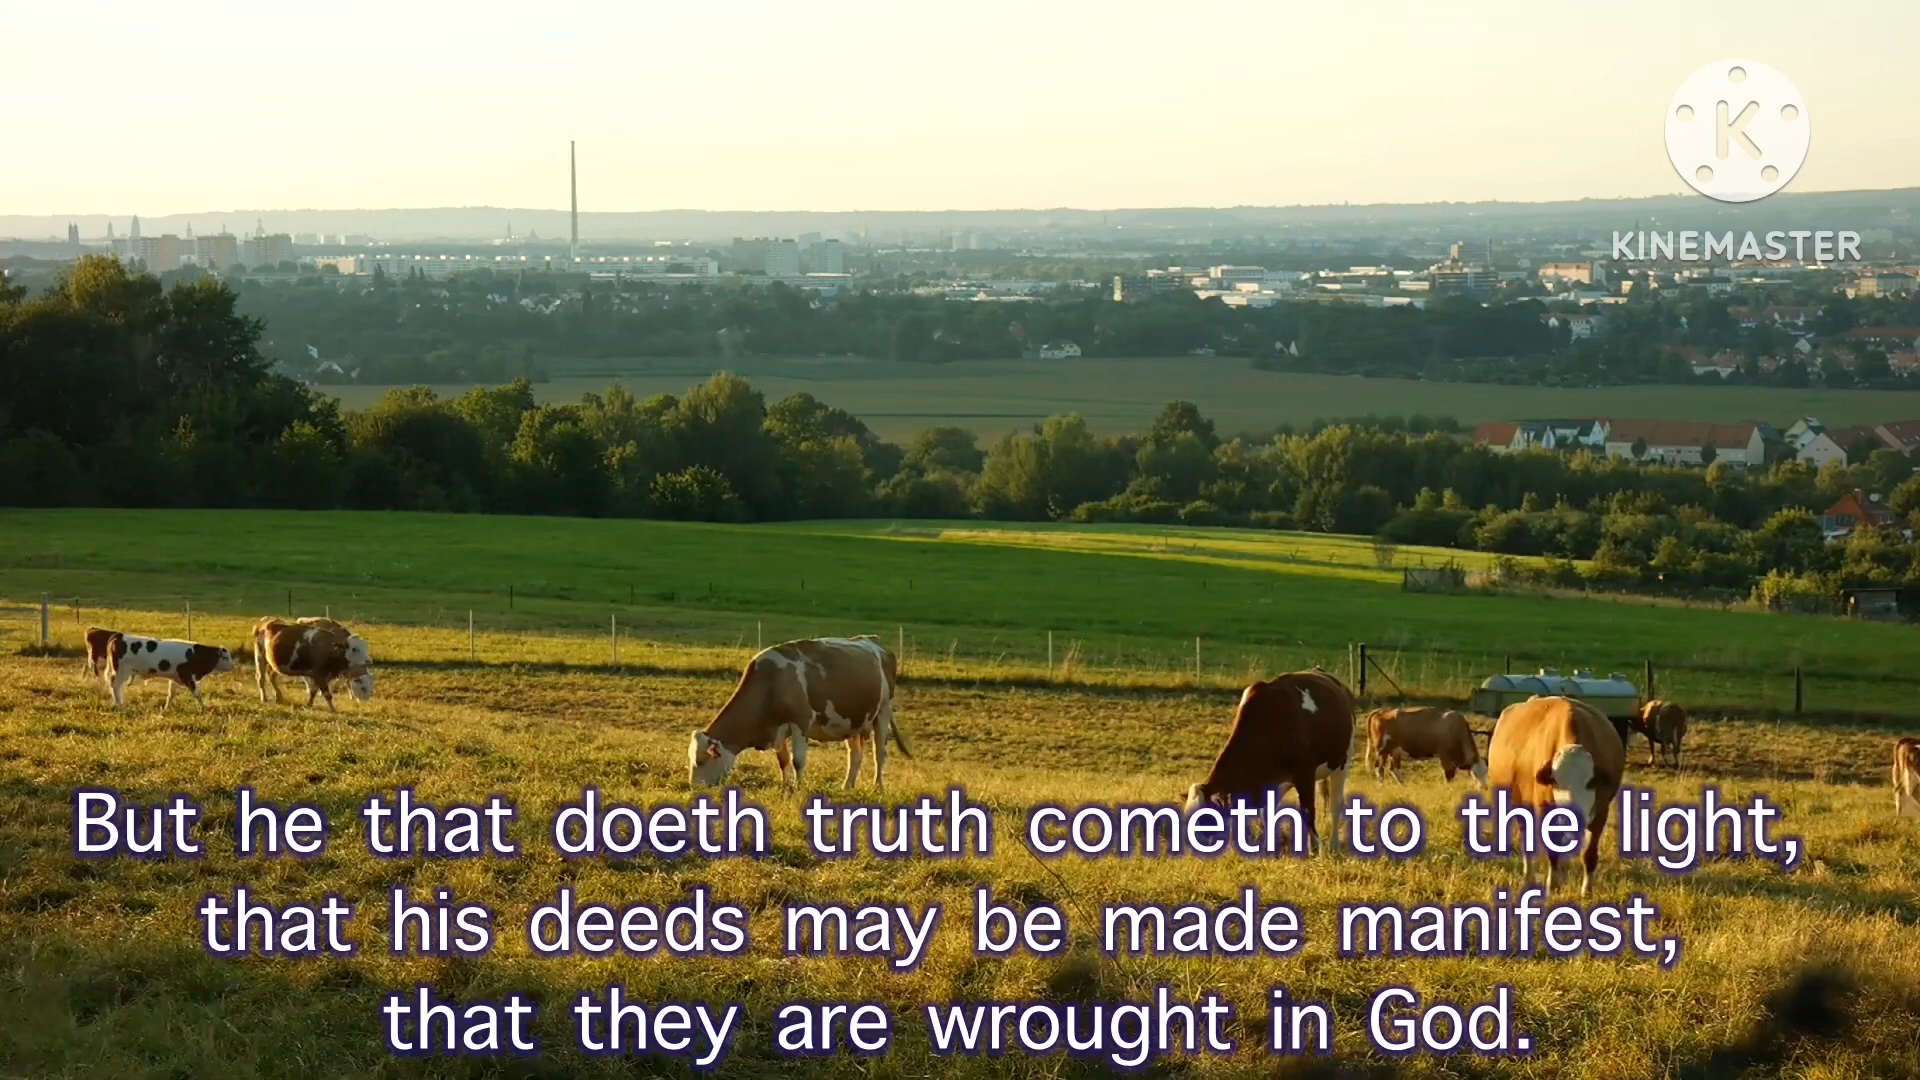 K
KINEMASTER
But he that doeth truth cometh to the light,
that his deeds may be made manifest,
that they are wrought in God.